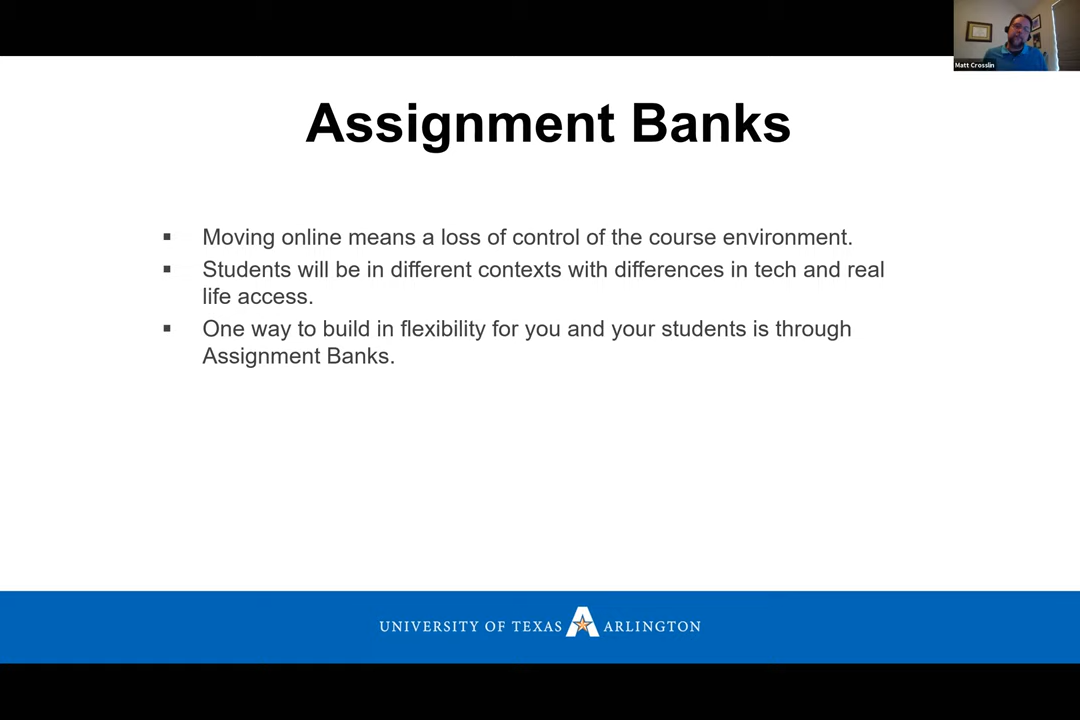 Matt Crosslin
Assignment Banks
▪ Moving online means a loss of control of the course environment.
▪ Students will be in different contexts with differences in tech and real
life access.
▪ One way to build in flexibility for you and your students is through
Assignment Banks.
UNIVERSITY OF TEXAS A ARLINGTON